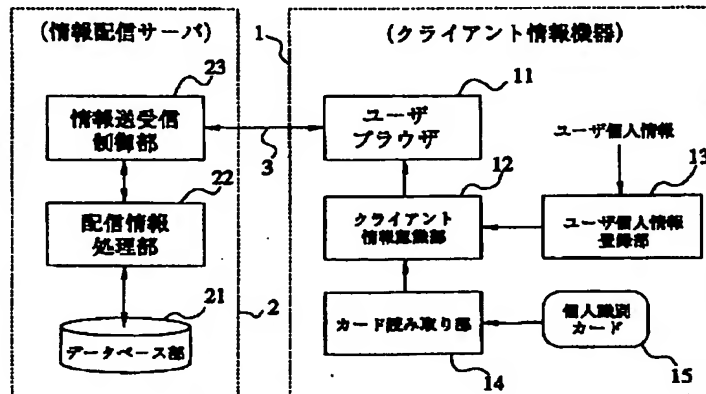 (情報配信サーバ)
23
情報送受信
制御部
22
配信情報
処理部
21
データベース部
2
1
3
(クライアント情報機器)
11
ユーザ
ブラウザ
ユーザ個人情報
12
クライアント
情報認識部
13
ユーザ個人情報
登録部
カード読み取り部
14
個人識別
カード
15